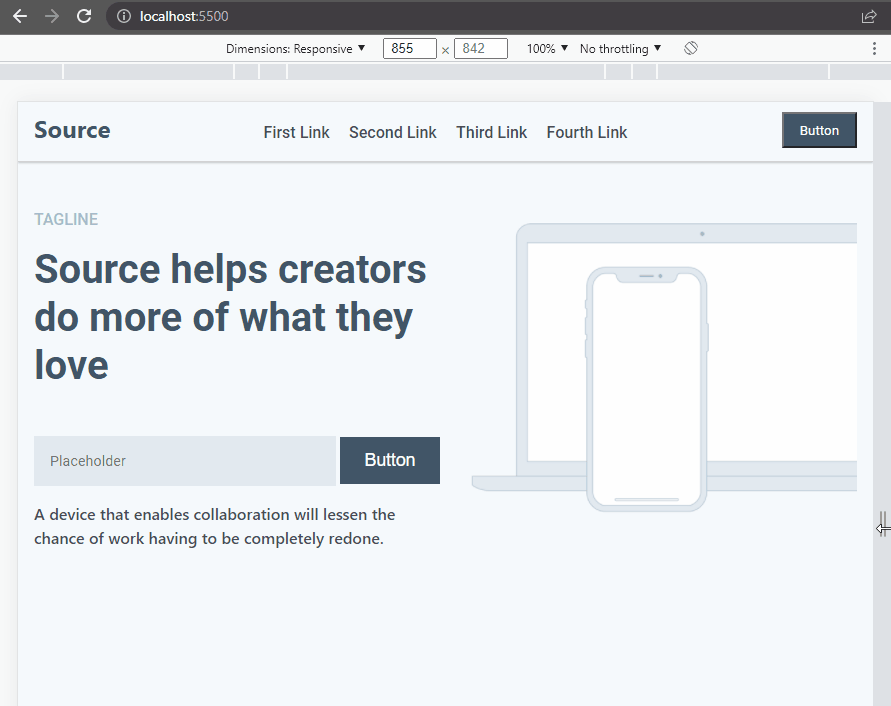 localhost:5500
Dimensions: Responsive ▼ 855 × 842 100% ▼ No throttling ▼
Source First Link Second Link Third Link Fourth Link Button
TAGLINE
Source helps creators
do more of what they
love
Placeholder Button
A device that enables collaboration will lessen the
chance of work having to be completely redone.